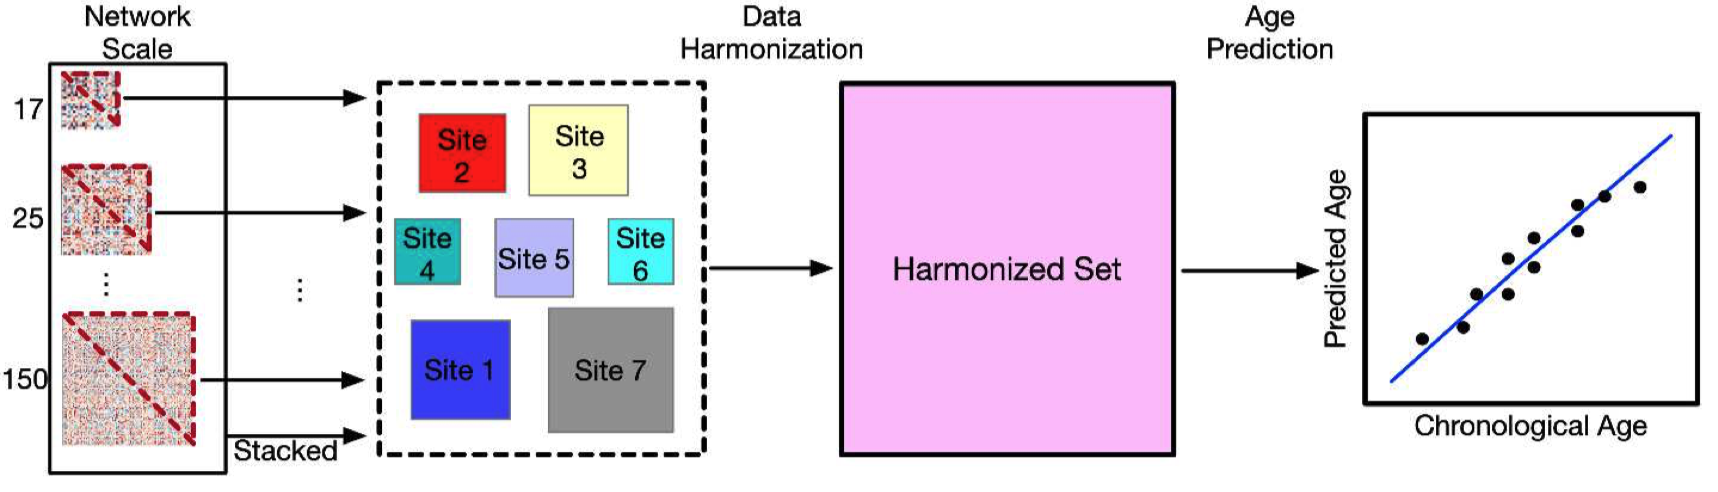 Network
Scale
17
25
⋮
150
⋮
Stacked
Data
Harmonization
Site
2
Site
3
Site
4
Site 5
Site
6
Site 1
Site 7
Harmonized Set
Age
Prediction
Predicted Age
Chronological Age